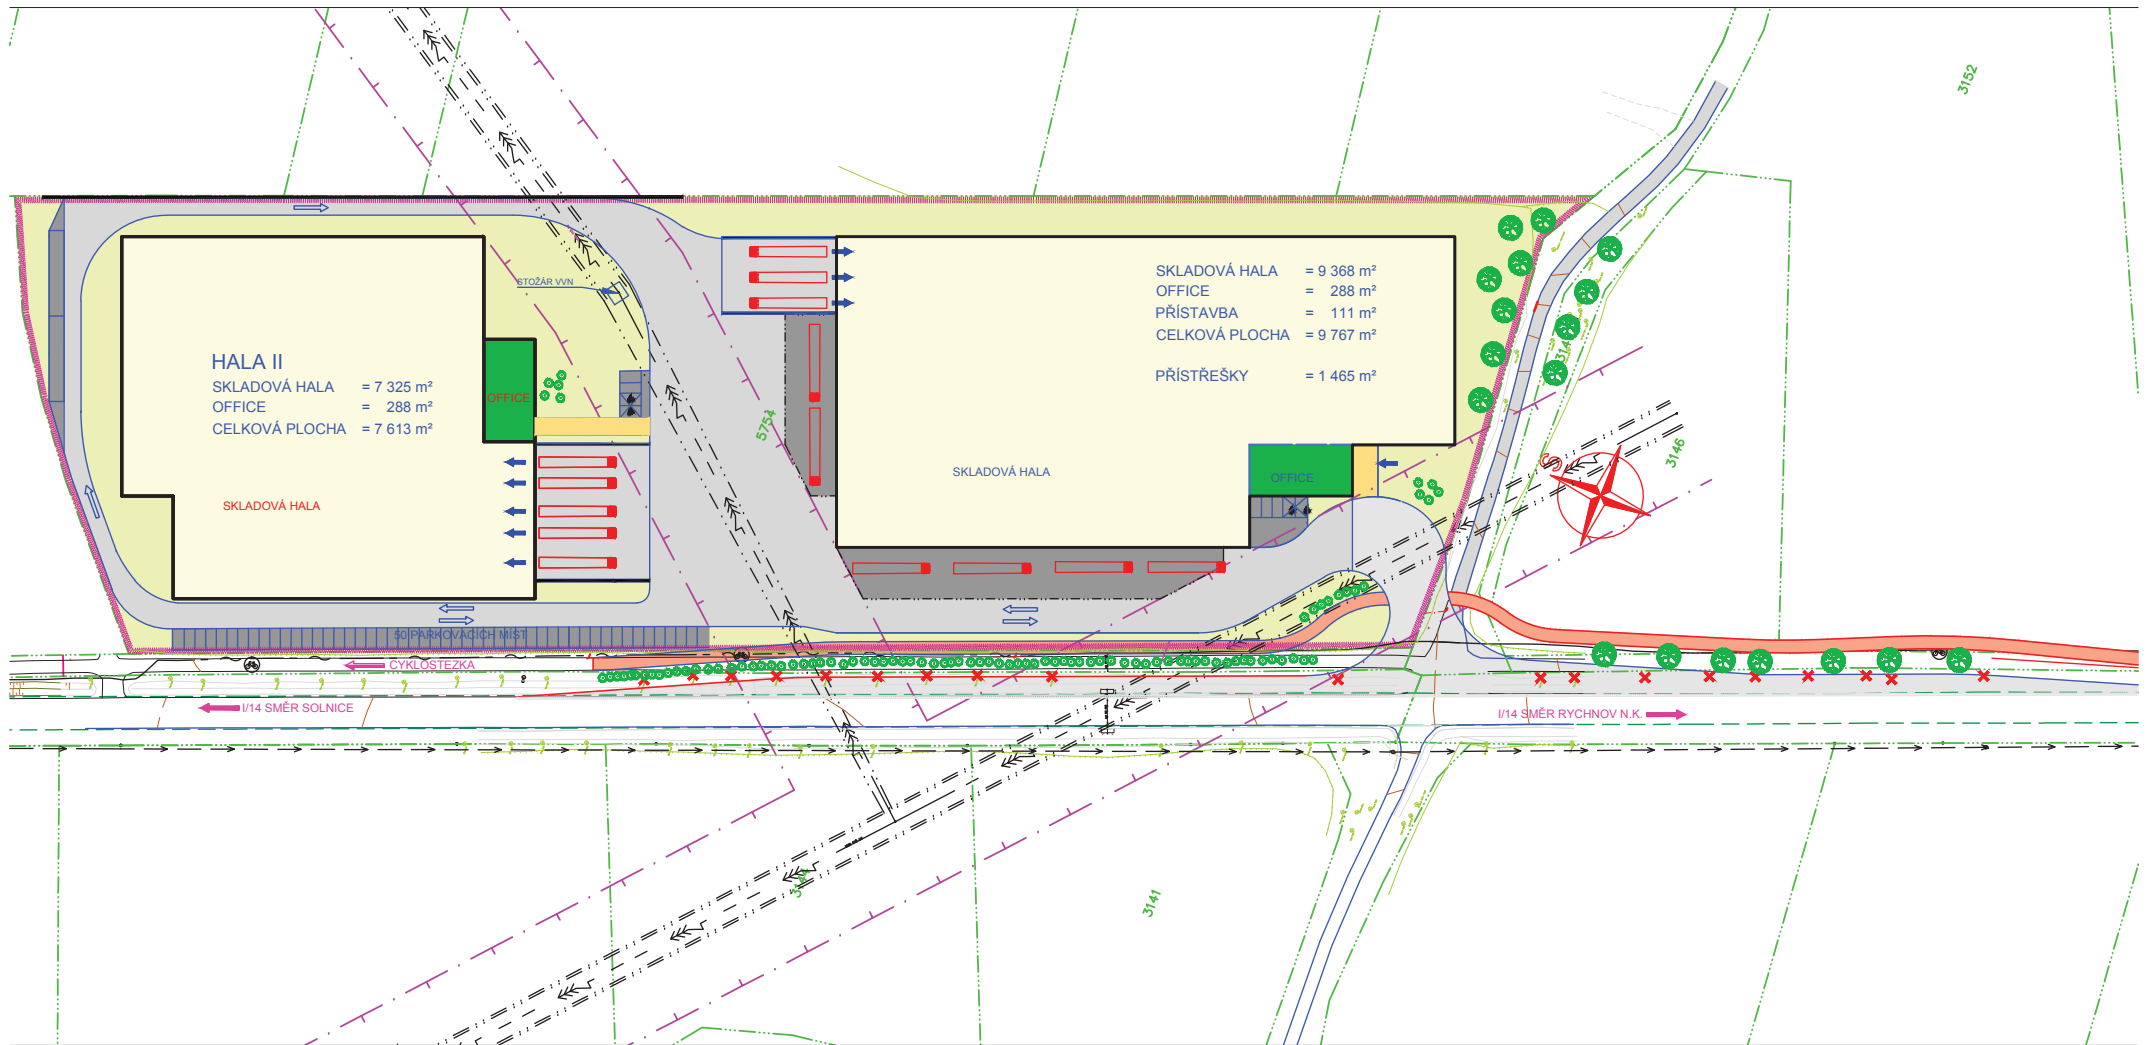 3152
STOŽÁR VVN
SKLADOVÁ HALA = 9 368 m²
OFFICE = 288 m²
PŘÍSTAVBA = 111 m²
CELKOVÁ PLOCHA = 9 767 m²
PŘÍSTŘEŠKY = 1 465 m²
HALA II
SKLADOVÁ HALA = 7 325 m²
OFFICE = 288 m²
CELKOVÁ PLOCHA = 7 613 m²
OFFICE
5754
3146
S
SKLADOVÁ HALA
OFFICE
SKLADOVÁ HALA
50 PARKOVACÍCH MÍST
CYKLOSTEZKA
I/14 SMĚR SOLNICE
I/14 SMĚR RYCHNOV N.K.
3141